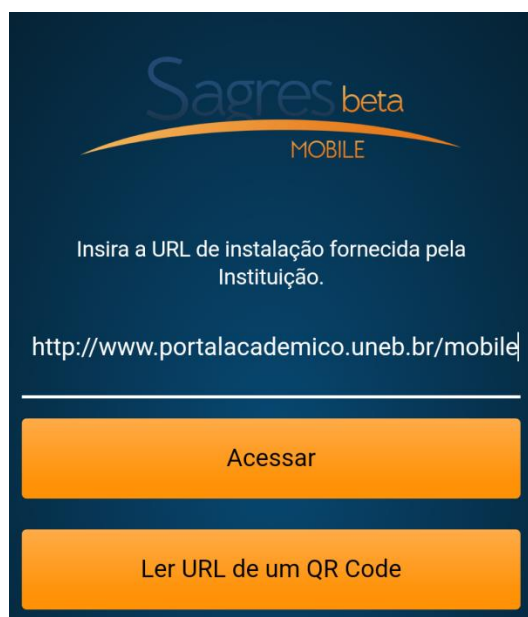 Sagres beta
MOBILE
Insira a URL de instalação fornecida pela
Instituição.
http://www.portalacademico.uneb.br/mobile
Acessar
Ler URL de um QR Code